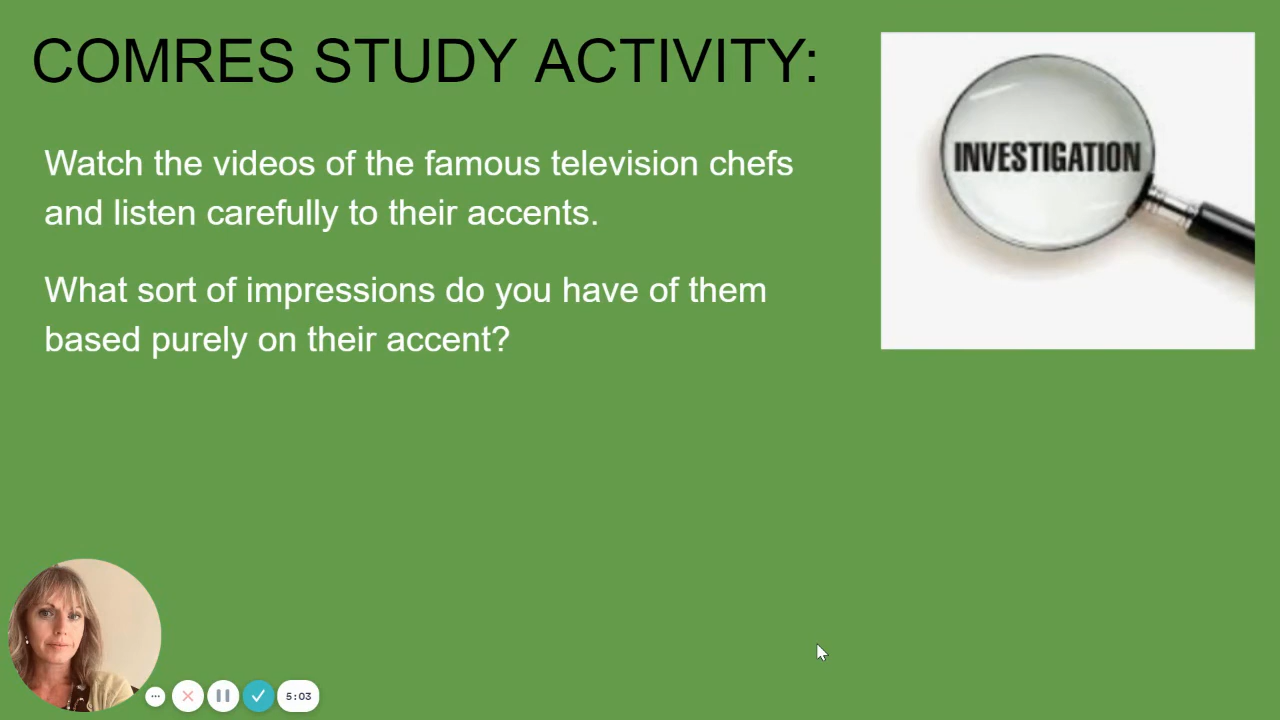 COMRES STUDY ACTIVITY:
Watch the videos of the famous television chefs
and listen carefully to their accents.
What sort of impressions do you have of them
based purely on their accent?
INVESTIGATION
5:03